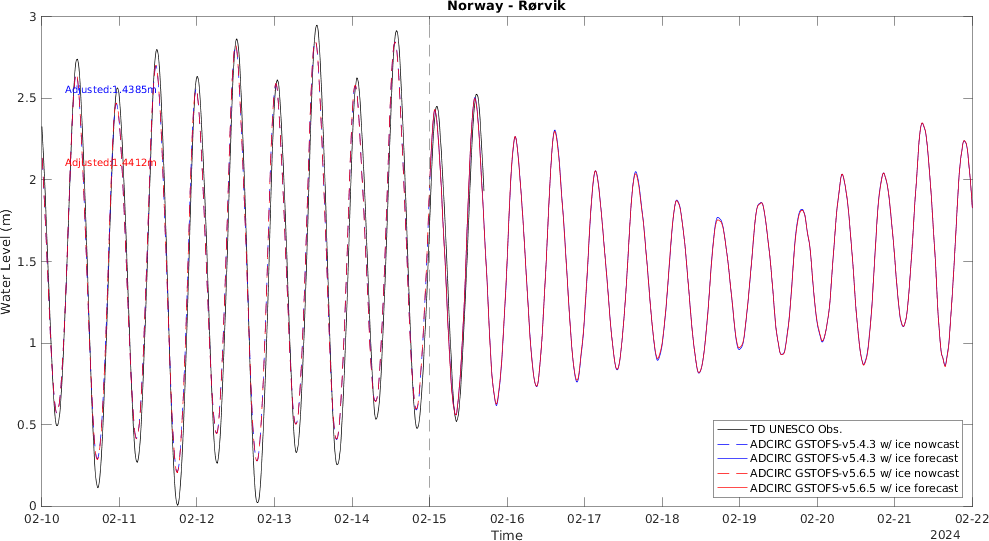 Norway - Rørvik
Water Level (m)
3
2.5
2
1.5
1
0.5
0
Adjusted:1.4385m
Adjusted:1.4412m
TD UNESCO Obs.
ADCIRC GSTOFS-v5.4.3 w/ ice nowcast
ADCIRC GSTOFS-v5.4.3 w/ ice forecast
ADCIRC GSTOFS-v5.6.5 w/ ice nowcast
ADCIRC GSTOFS-v5.6.5 w/ ice forecast
02-10 02-11 02-12 02-13 02-14 02-15 02-16 02-17 02-18 02-19 02-20 02-21 02-22
Time
2024